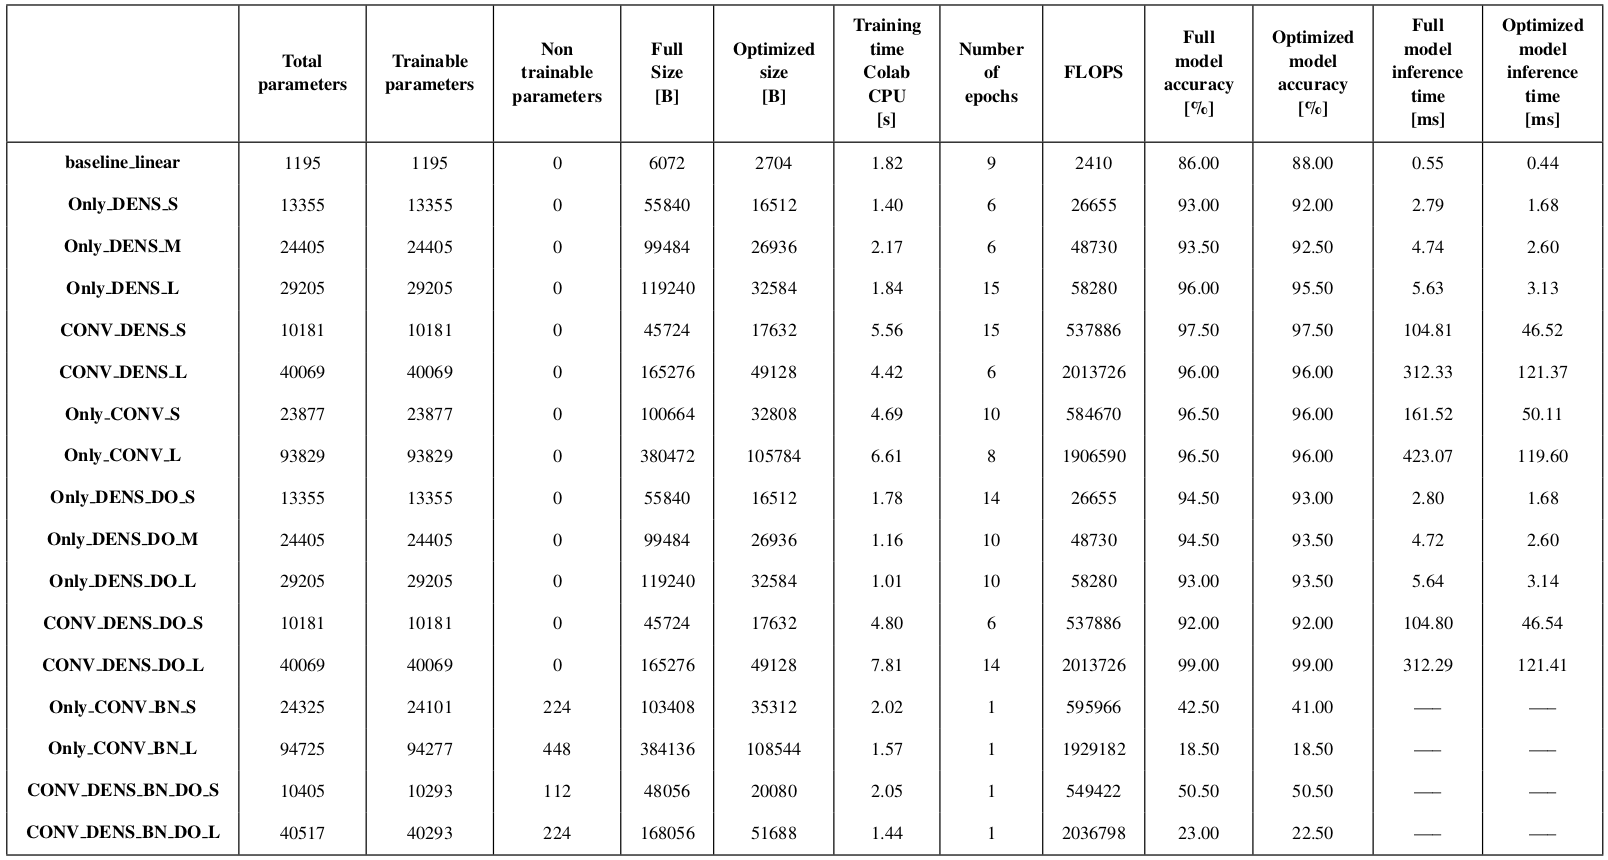 Total parameters | Trainable parameters | Non trainable parameters | Full Size [B] | Optimized size [B] | Training time Colab CPU [s] | Number of epochs | FLOPS | Full model accuracy [%] | Optimized model accuracy [%] | Full model inference time [ms] | Optimized model inference time [ms]
baseline_linear 1195 1195 0 6072 2704 1.82 9 2410 86.00 88.00 0.55 0.44
Only_DENS_S 13355 13355 0 55840 16512 1.40 6 26655 93.00 92.00 2.79 1.68
Only_DENS_M 24405 24405 0 99484 26936 2.17 6 48730 93.50 92.50 4.74 2.60
Only_DENS_L 29205 29205 0 119240 32584 1.84 15 58280 96.00 95.50 5.63 3.13
CONV_DENS_S 10181 10181 0 45724 17632 5.56 15 537886 97.50 97.50 104.81 46.52
CONV_DENS_L 40069 40069 0 165276 49128 4.42 6 2013726 96.00 96.00 312.33 121.37
Only_CONV_S 23877 23877 0 100664 32808 4.69 10 584670 96.50 96.00 161.52 50.11
Only_CONV_L 93829 93829 0 380472 105784 6.61 8 1906590 96.50 96.00 423.07 119.60
Only_DENS_DO_S 13355 13355 0 55840 16512 1.78 14 26655 94.50 93.00 2.80 1.68
Only_DENS_DO_M 24405 24405 0 99484 26936 1.16 10 48730 94.50 93.50 4.72 2.60
Only_DENS_DO_L 29205 29205 0 119240 32584 1.01 10 58280 93.00 93.50 5.64 3.14
CONV_DENS_DO_S 10181 10181 0 45724 17632 4.80 6 537886 92.00 92.00 104.80 46.54
CONV_DENS_DO_L 40069 40069 0 165276 49128 7.81 14 2013726 99.00 99.00 312.29 121.41
Only_CONV_BN_S 24325 24101 224 103408 35312 2.02 1 595966 42.50 41.00 — —
Only_CONV_BN_L 94725 94277 448 384136 108544 1.57 1 1929182 18.50 18.50 — —
CONV_DENS_BN_DO_S 10405 10293 112 48056 20080 2.05 1 549422 50.50 50.50 — —
CONV_DENS_BN_DO_L 40517 40293 224 168056 51688 1.44 1 2036798 23.00 22.50 — —